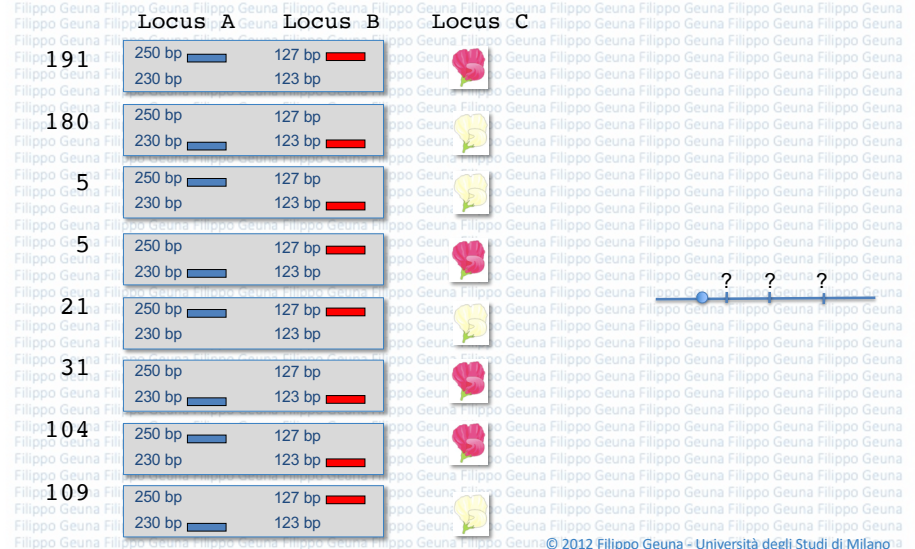 Locus A Locus B Locus C
191 250 bp 127 bp
230 bp 123 bp
180 250 bp 127 bp
230 bp 123 bp
5 250 bp 127 bp
230 bp 123 bp
5 250 bp 127 bp
230 bp 123 bp
? ? ?
21 250 bp 127 bp
230 bp 123 bp
31 250 bp 127 bp
230 bp 123 bp
104 250 bp 127 bp
230 bp 123 bp
109 250 bp 127 bp
230 bp 123 bp
© 2012 Filippo Geuna - Università degli Studi di Milano